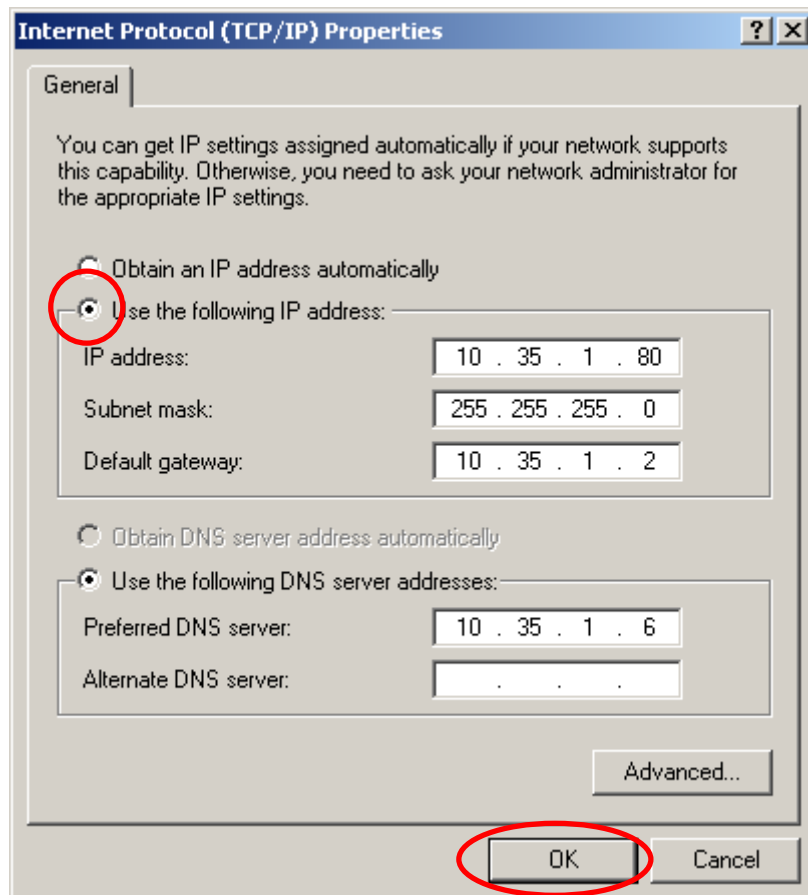 Internet Protocol (TCP/IP) Properties
General
You can get IP settings assigned automatically if your network supports
this capability. Otherwise, you need to ask your network administrator for
the appropriate IP settings.
Obtain an IP address automatically
Use the following IP address:
IP address: 10 . 35 . 1 . 80
Subnet mask: 255 . 255 . 255 . 0
Default gateway: 10 . 35 . 1 . 2
Obtain DNS server address automatically
Use the following DNS server addresses:
Preferred DNS server: 10 . 35 . 1 . 6
Alternate DNS server: . . .
Advanced...
OK Cancel